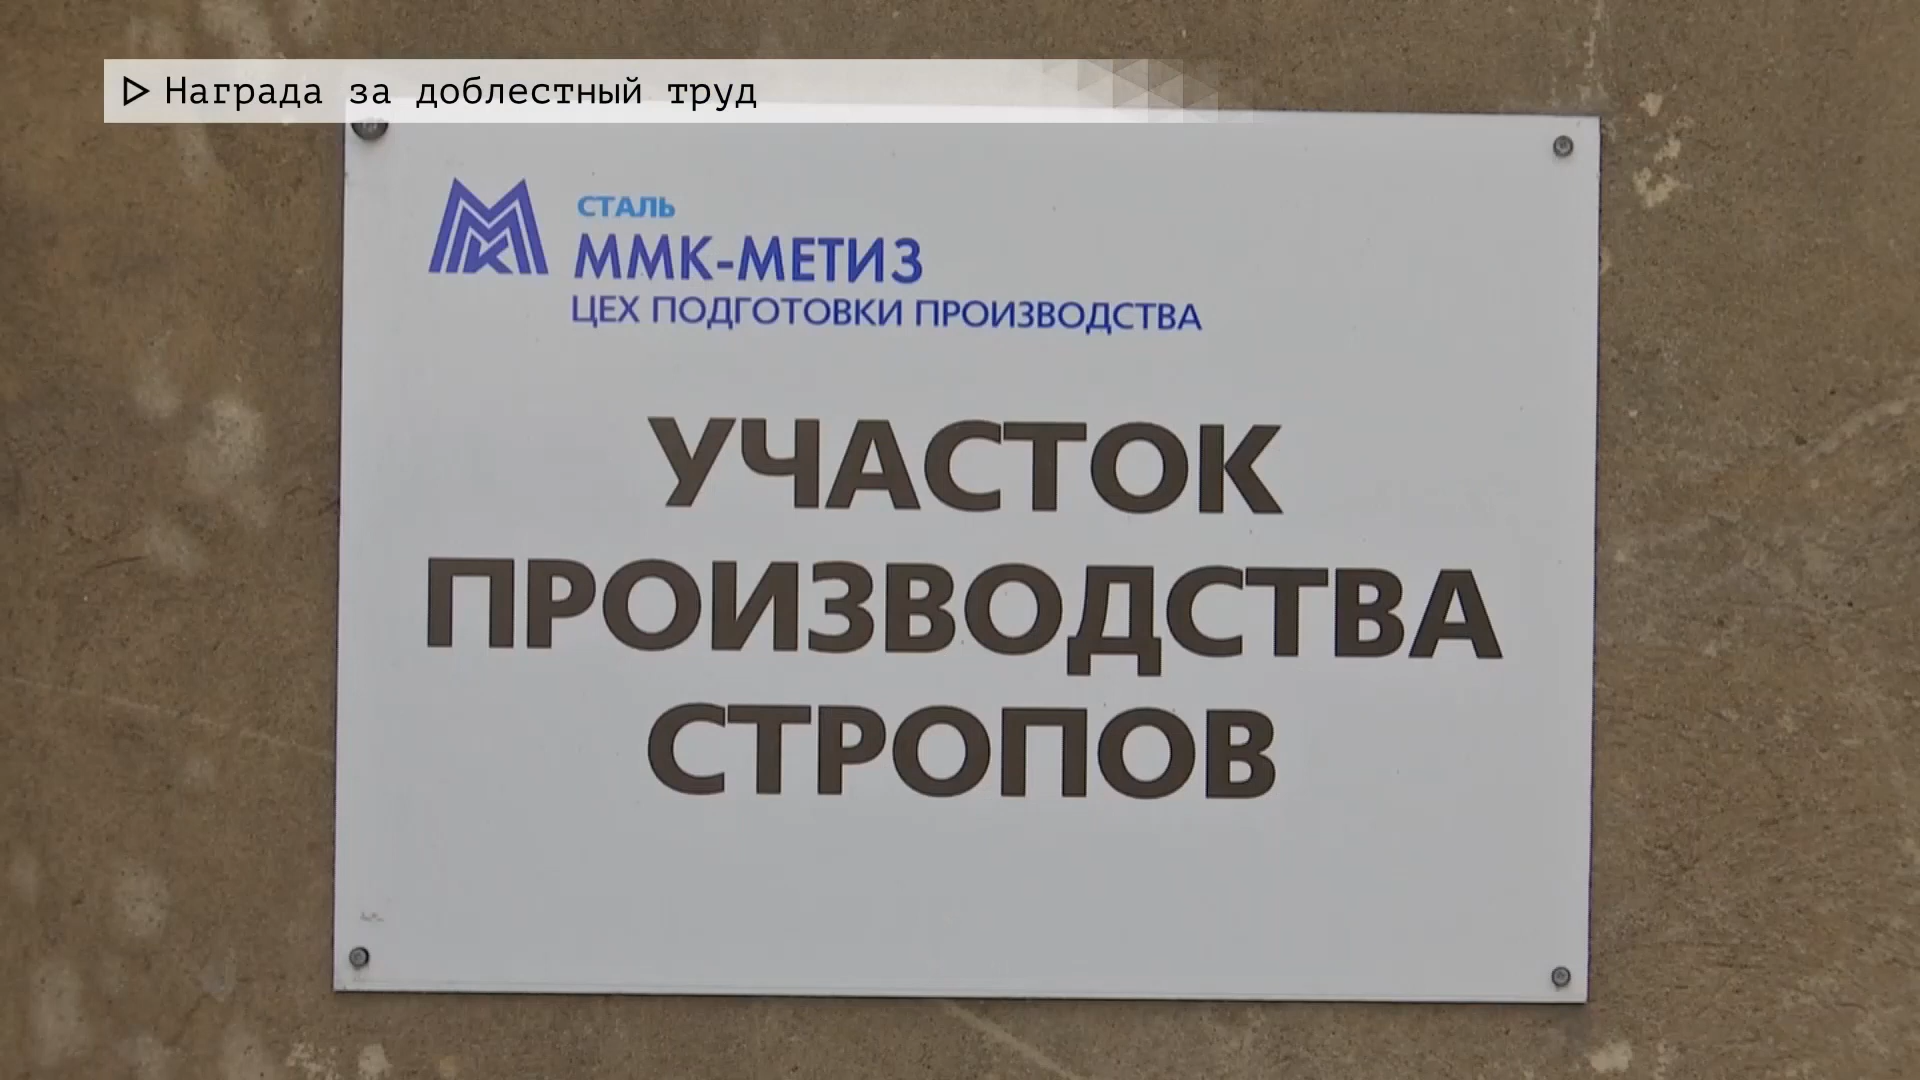 Награда за доблестный труд
СТАЛЬ
ММК-МЕТИЗ
ЦЕХ ПОДГОТОВКИ ПРОИЗВОДСТВА
УЧАСТОК
ПРОИЗВОДСТВА
СТРОПОВ